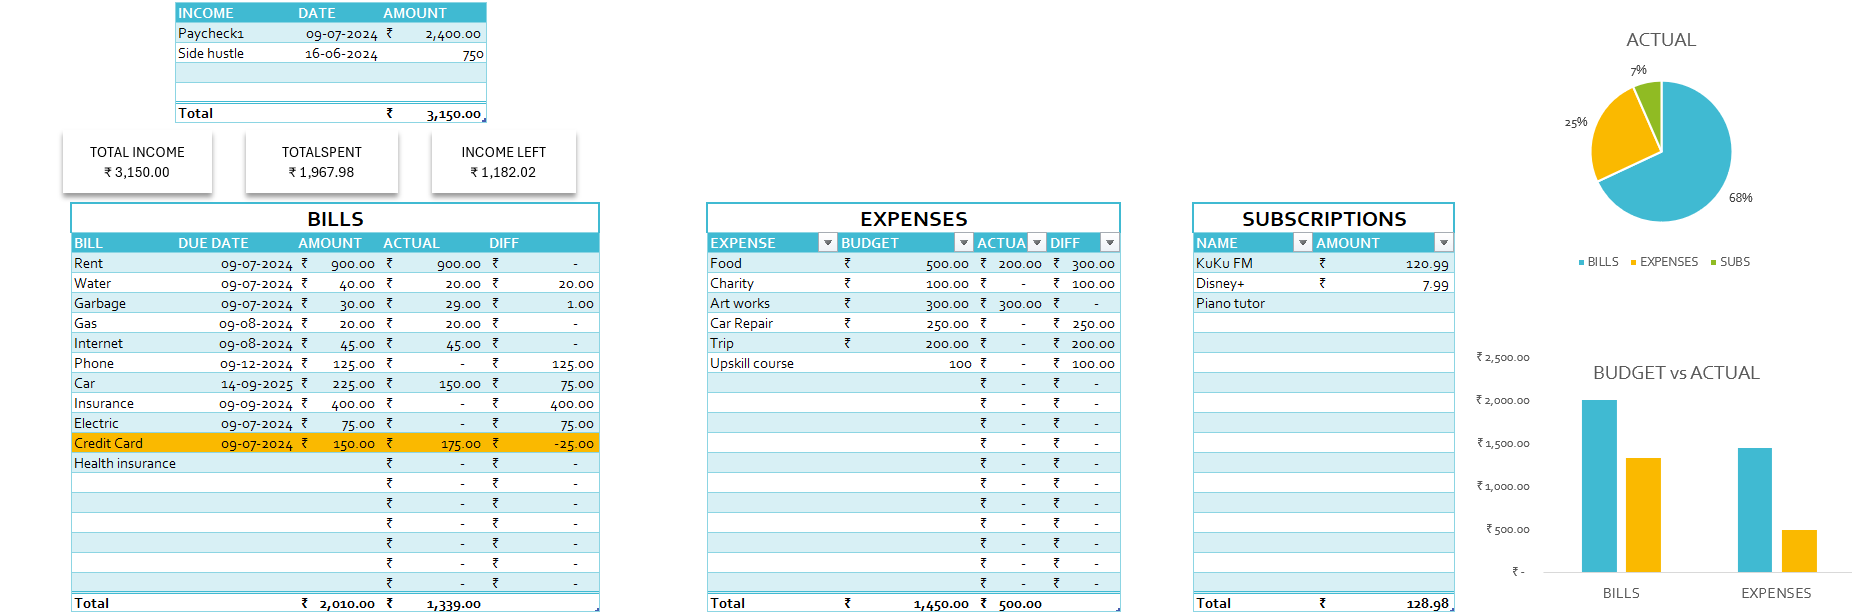 INCOME DATE AMOUNT
Paycheck1 09-07-2024 ₹ 2,400.00
Side hustle 16-06-2024 750
Total ₹ 3,150.00
TOTAL INCOME
₹ 3,150.00
TOTALSPENT
₹ 1,967.98
INCOME LEFT
₹ 1,182.02
BILLS
BILL DUE DATE AMOUNT ACTUAL DIFF
Rent 09-07-2024 ₹ 900.00 ₹ 900.00 ₹ -
Water 09-07-2024 ₹ 40.00 ₹ 20.00 ₹ 20.00
Garbage 09-07-2024 ₹ 30.00 ₹ 29.00 ₹ 1.00
Gas 09-08-2024 ₹ 20.00 ₹ 20.00 ₹ -
Internet 09-08-2024 ₹ 45.00 ₹ 45.00 ₹ -
Phone 09-12-2024 ₹ 125.00 ₹ - ₹ 125.00
Car 14-09-2025 ₹ 225.00 ₹ 150.00 ₹ 75.00
Insurance 09-09-2024 ₹ 400.00 ₹ - ₹ 400.00
Electric 09-07-2024 ₹ 75.00 ₹ - ₹ 75.00
Credit Card 09-07-2024 ₹ 150.00 ₹ 175.00 ₹ -25.00
Health insurance ₹ - ₹ -
₹ - ₹ -
₹ - ₹ -
₹ - ₹ -
₹ - ₹ -
₹ - ₹ -
₹ - ₹ -
Total ₹ 2,010.00 ₹ 1,339.00
EXPENSES
EXPENSE BUDGET ACTUA DIFF
Food ₹ 500.00 ₹ 200.00 ₹ 300.00
Charity ₹ 100.00 ₹ - ₹ 100.00
Art works ₹ 300.00 ₹ 300.00 ₹ -
Car Repair ₹ 250.00 ₹ - ₹ 250.00
Trip ₹ 200.00 ₹ - ₹ 200.00
Upskill course 100 ₹ - ₹ 100.00
₹ - ₹ -
₹ - ₹ -
₹ - ₹ -
₹ - ₹ -
₹ - ₹ -
₹ - ₹ -
₹ - ₹ -
₹ - ₹ -
₹ - ₹ -
₹ - ₹ -
₹ - ₹ -
Total ₹ 1,450.00 ₹ 500.00
SUBSCRIPTIONS
NAME AMOUNT
KuKu FM ₹ 120.99
Disney+ ₹ 7.99
Piano tutor
Total ₹ 128.98
ACTUAL
7%
25%
68%
BILLS EXPENSES SUBS
BUDGET vs ACTUAL
₹ 2,500.00
₹ 2,000.00
₹ 1,500.00
₹ 1,000.00
₹ 500.00
₹ -
BILLS EXPENSES